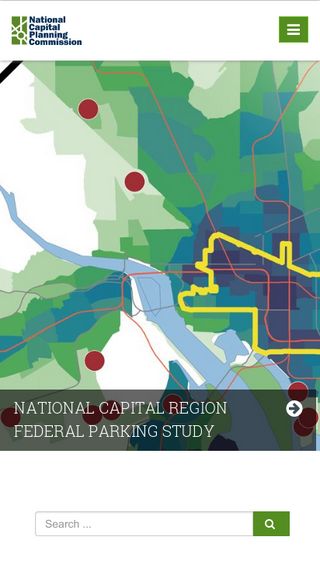 National
Capital
Planning
Commission
NATIONAL CAPITAL REGION
FEDERAL PARKING STUDY
Search ...